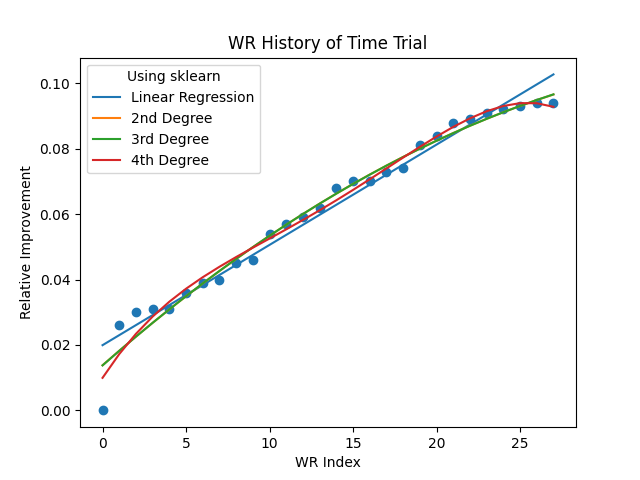 WR History of Time Trial
Using sklearn
Linear Regression
2nd Degree
3rd Degree
4th Degree
Relative Improvement
0.10
0.08
0.06
0.04
0.02
0.00
0 5 10 15 20 25
WR Index